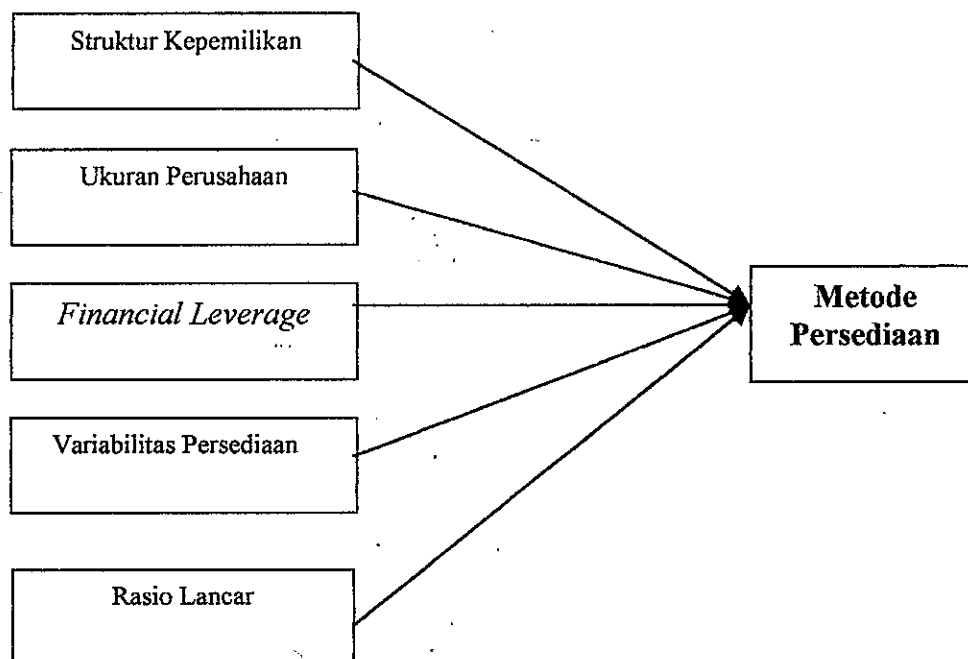 Struktur Kepemilikan
Ukuran Perusahaan
Financial Leverage
Metode
Persediaan
Variabilitas Persediaan
Rasio Lancar